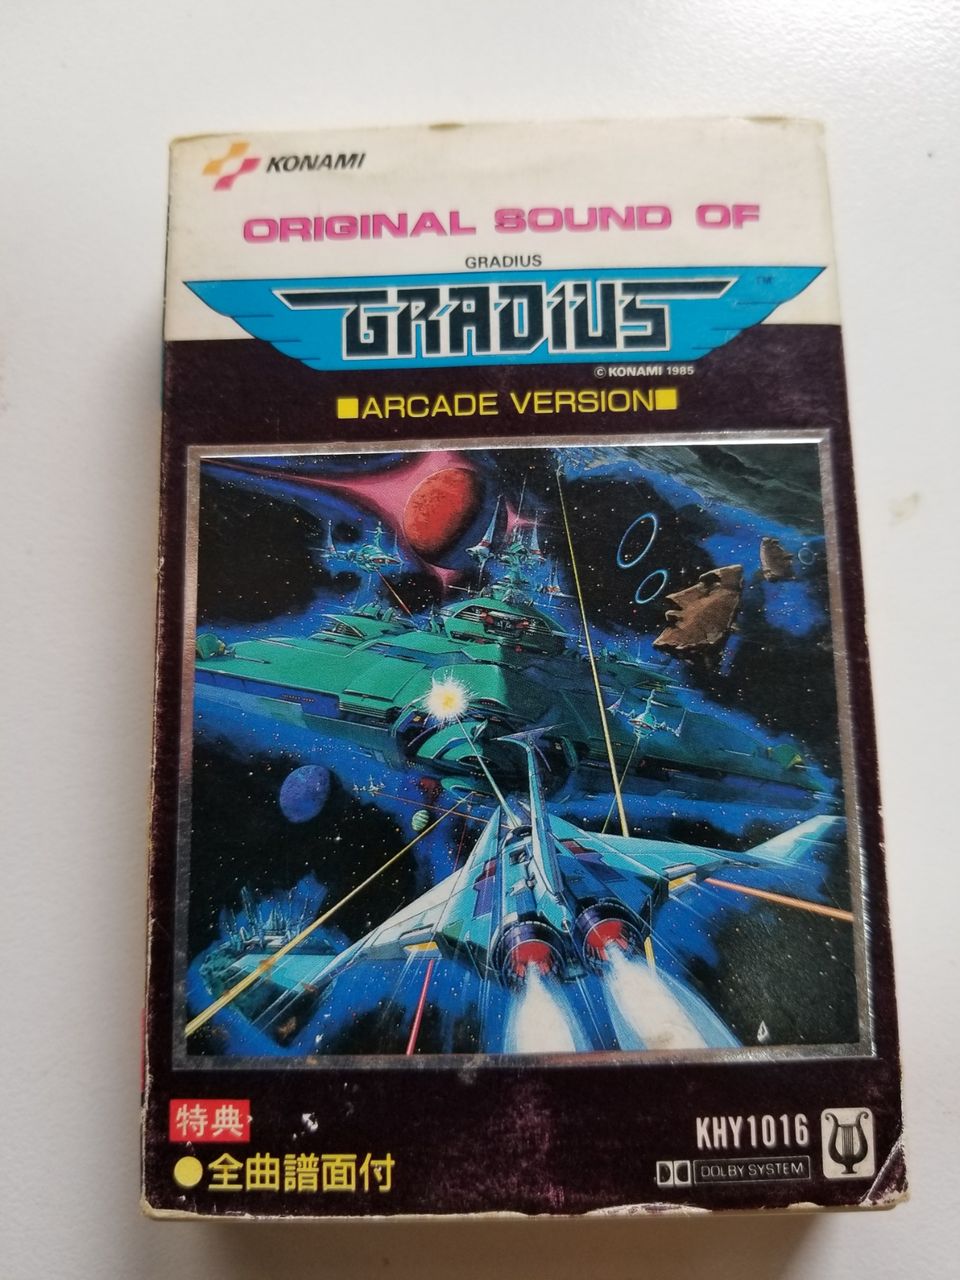 KONAMI
ORIGINAL SOUND OF
GRADIUS
GRADIUS TM
© KONAMI 1985
■ARCADE VERSION■
特典
●全曲譜面付
KHY1016
DOLBY SYSTEM